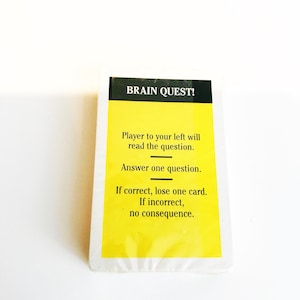 BRAIN QUEST!
Player to your left will
read the question.
Answer one question.
If correct, lose one card.
If incorrect,
no consequence.